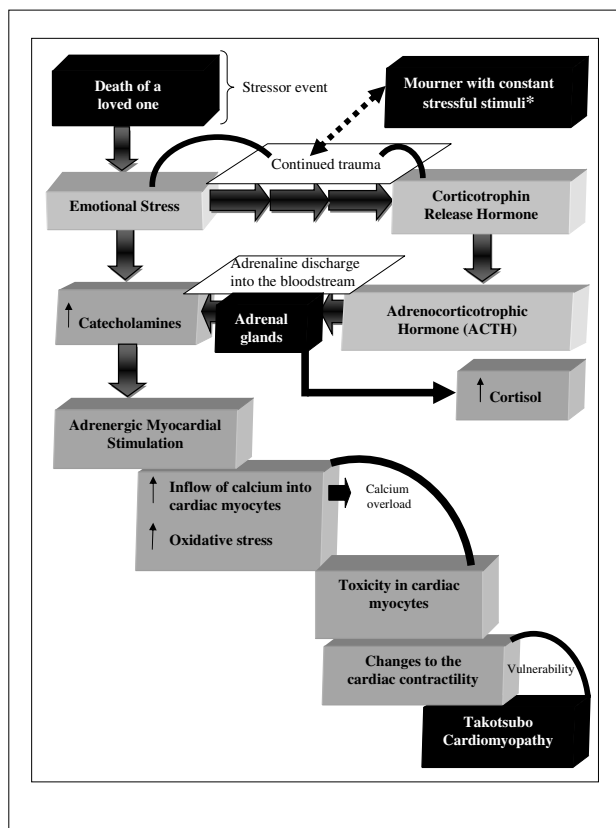 Death of a
loved one
Stressor event
Mourner with constant
stressful stimuli*
Continued trauma
Emotional Stress
Corticotrophin
Release Hormone
Adrenaline discharge
into the bloodstream
↑ Catecholamines
Adrenal
glands
Adrenocorticotrophic
Hormone (ACTH)
↑ Cortisol
Adrenergic Myocardial
Stimulation
↑ Inflow of calcium into
cardiac myocytes
↑ Oxidative stress
Calcium
overload
Toxicity in cardiac
myocytes
Changes to the
cardiac contractility
Vulnerability
Takotsubo
Cardiomyopathy